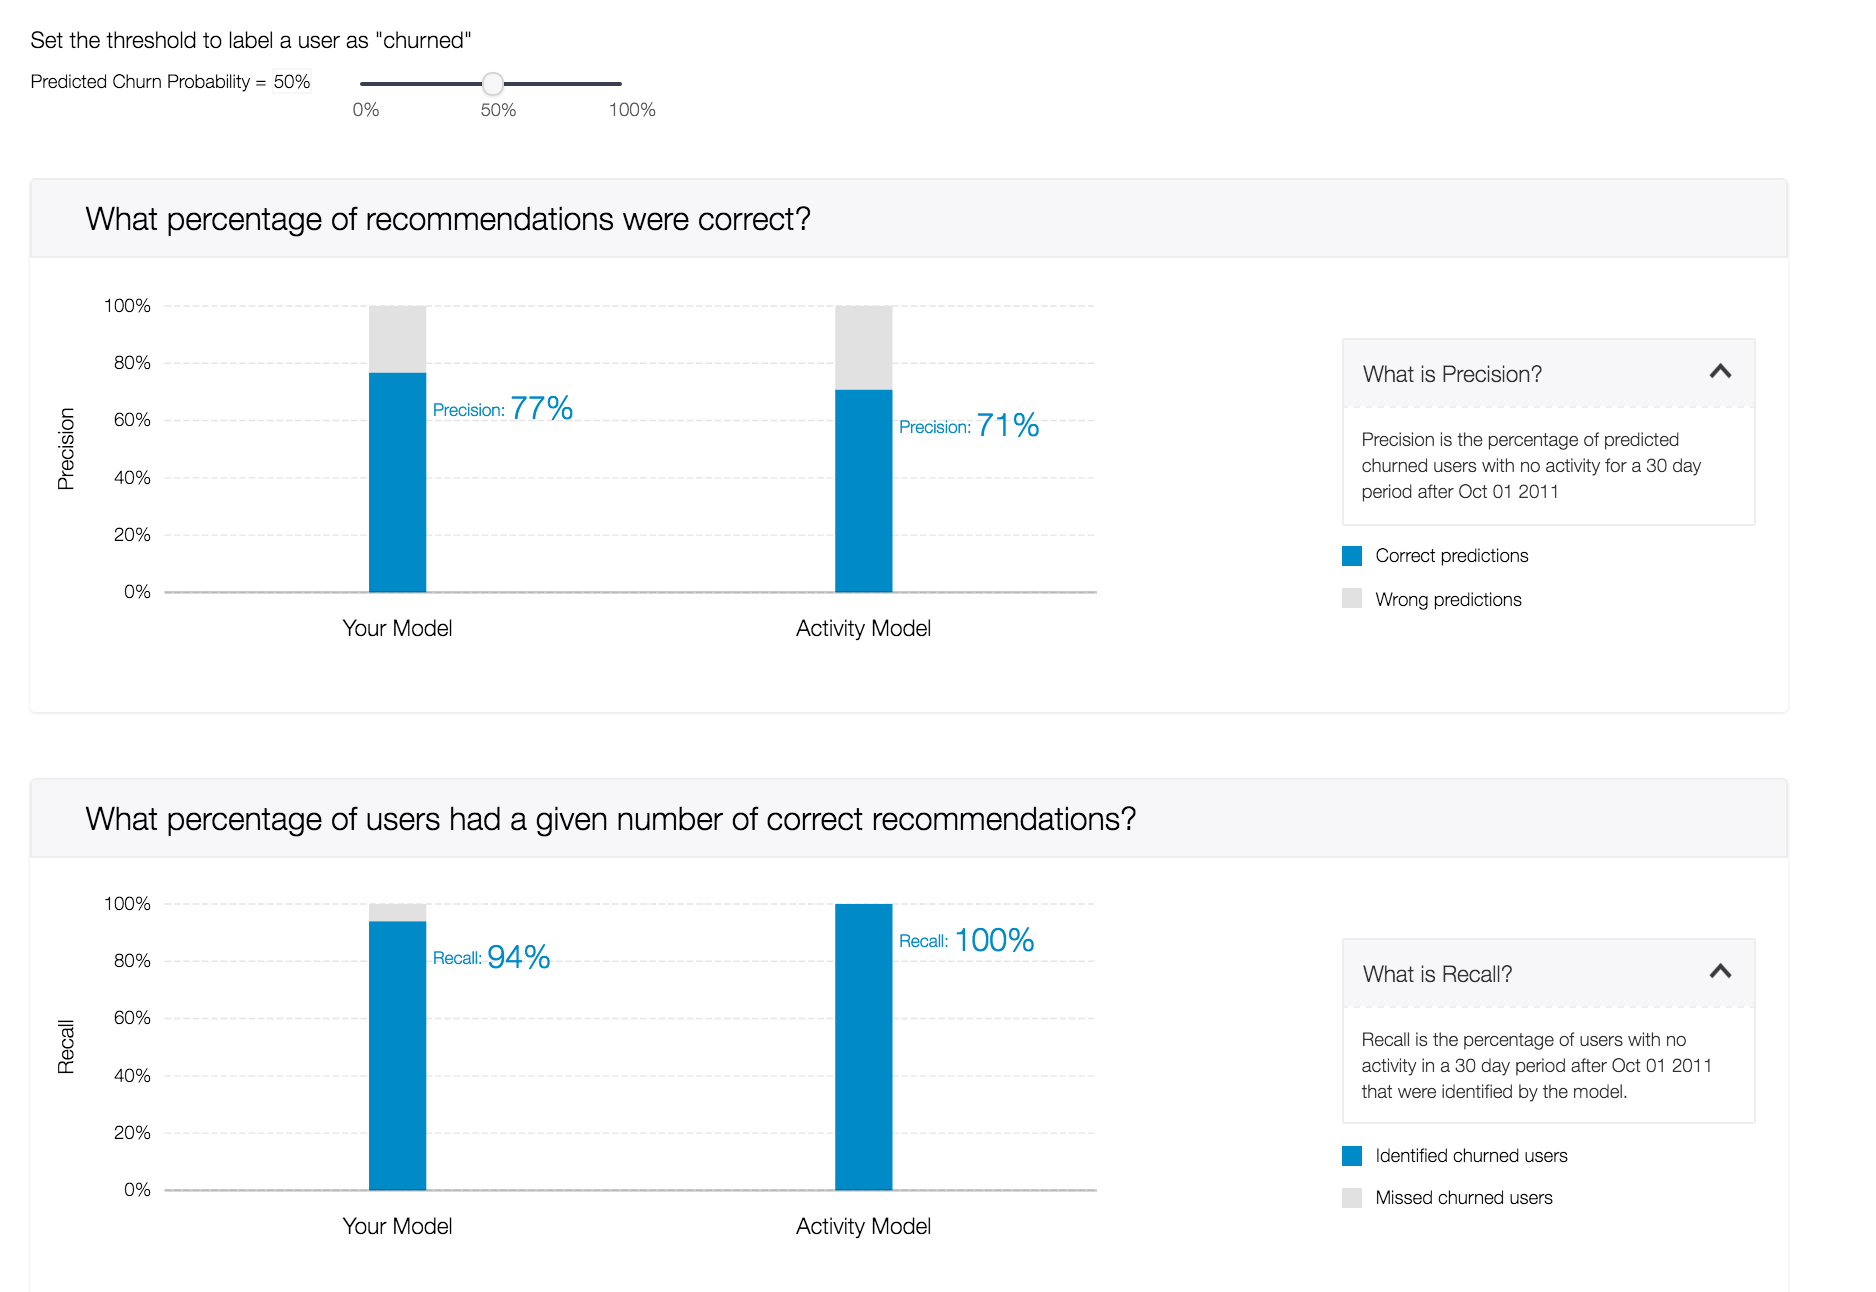 Set the threshold to label a user as "churned"
Predicted Churn Probability = 50%
0% 50% 100%
What percentage of recommendations were correct?
100%
80%
60%
40%
20%
0%
Precision
Precision: 77%
Precision: 71%
Your Model
Activity Model
What is Precision?
Precision is the percentage of predicted
churned users with no activity for a 30 day
period after Oct 01 2011
Correct predictions
Wrong predictions
What percentage of users had a given number of correct recommendations?
100%
80%
60%
40%
20%
0%
Recall
Recall: 94%
Recall: 100%
Your Model
Activity Model
What is Recall?
Recall is the percentage of users with no
activity in a 30 day period after Oct 01 2011
that were identified by the model.
Identified churned users
Missed churned users